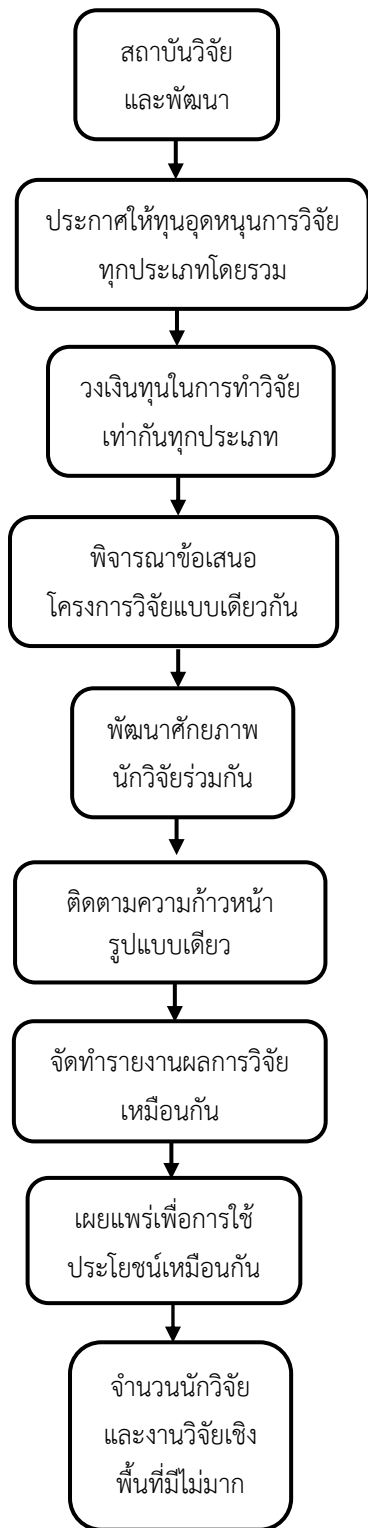 สถาบันวิจัย
และพัฒนา
ประกาศให้ทุนอุดหนุนการวิจัย
ทุกประเภทโดยรวม
วงเงินทุนในการทำวิจัย
เท่ากันทุกประเภท
พิจารณาข้อเสนอ
โครงการวิจัยแบบเดียวกัน
พัฒนาศักยภาพ
นักวิจัยร่วมกัน
ติดตามความก้าวหน้า
รูปแบบเดียว
จัดทำรายงานผลการวิจัย
เหมือนกัน
เผยแพร่เพื่อการใช้
ประโยชน์เหมือนกัน
จำนวนนักวิจัย
และงานวิจัยเชิง
พื้นที่มีไม่มาก